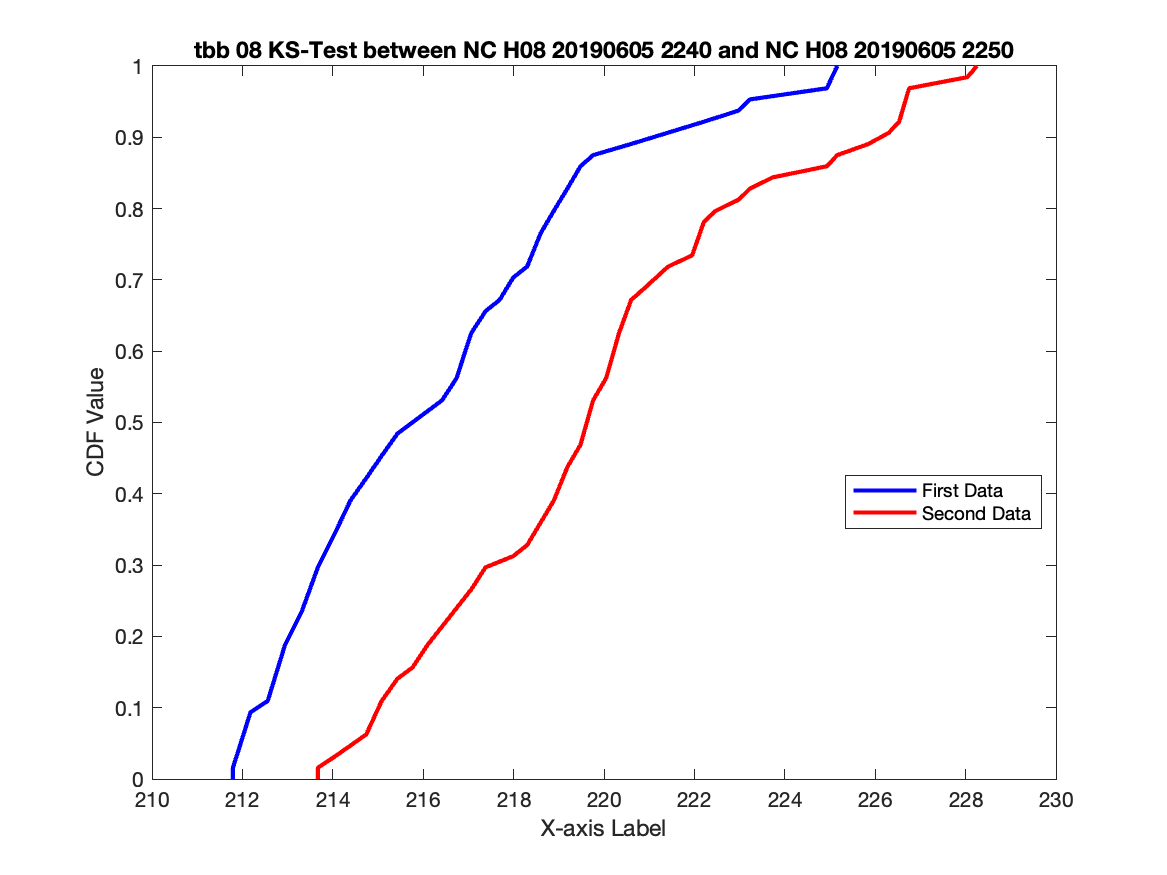 tbb 08 KS-Test between NC H08 20190605 2240 and NC H08 20190605 2250
1
0.9
0.8
0.7
0.6
0.5
0.4
0.3
0.2
0.1
0
CDF Value
First Data
Second Data
210 212 214 216 218 220 222 224 226 228 230
X-axis Label